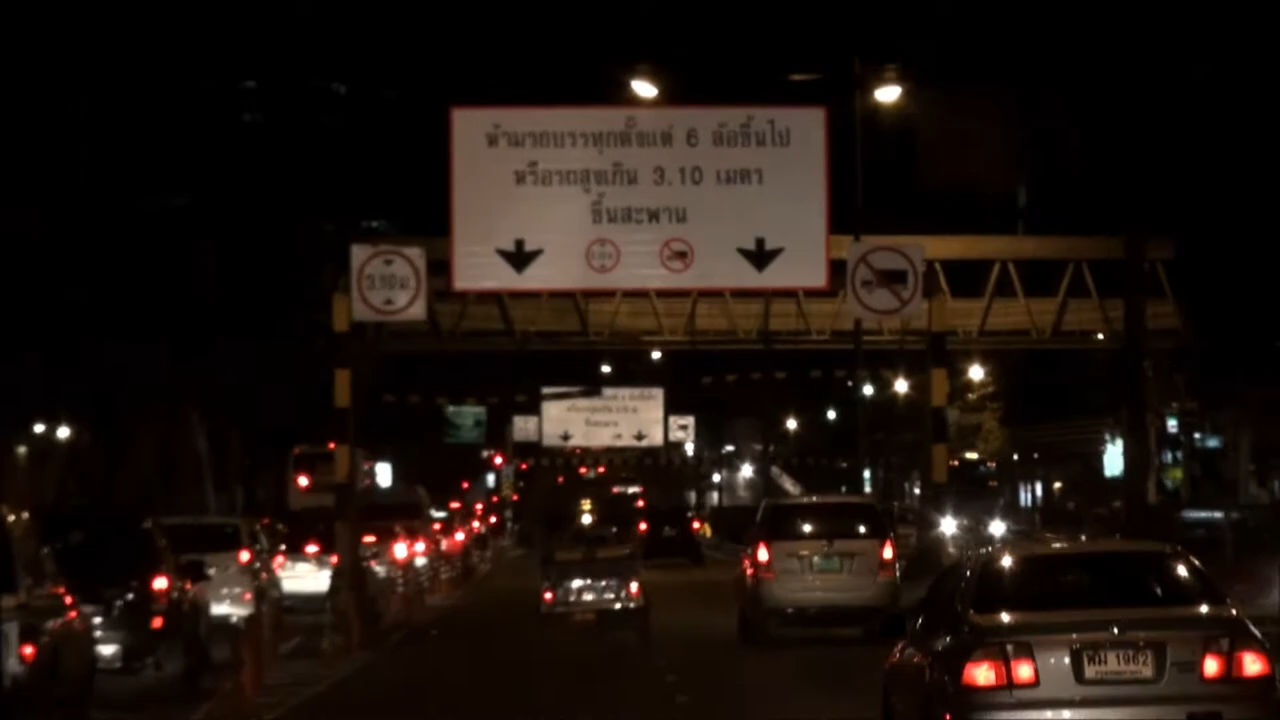 ห้ามรถบรรทุกตั้งแต่ 6 ล้อขึ้นไป
หรือรถสูงเกิน 3.10 เมตร
ขึ้นสะพาน
3.10 ม.
1962